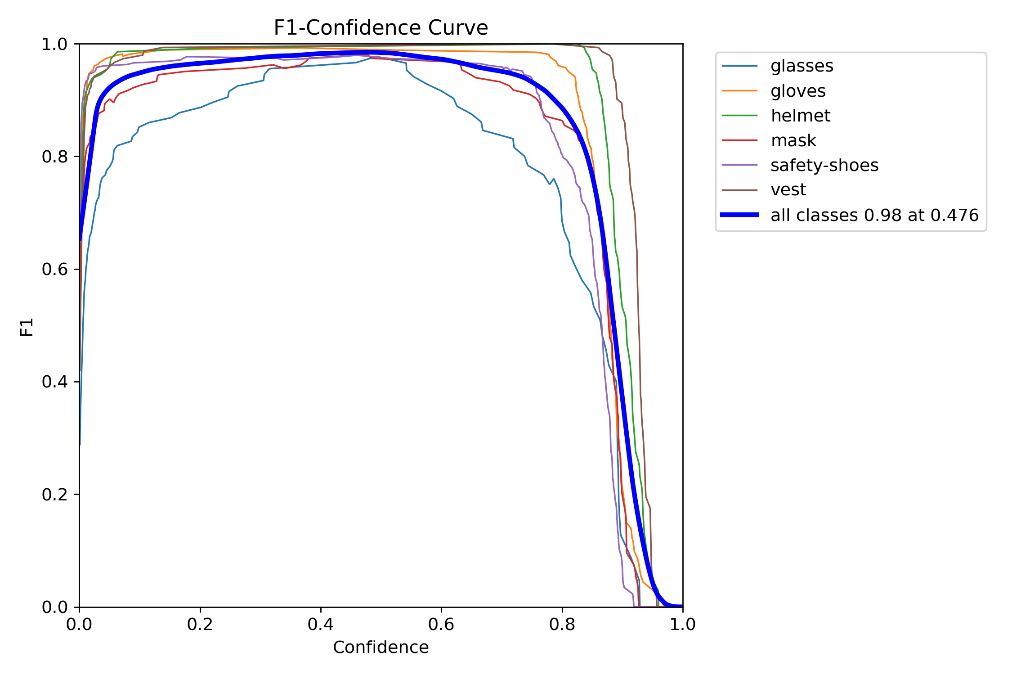 F1-Confidence Curve
1.0
0.8
0.6
0.4
0.2
0.0
F1
0.0 0.2 0.4 0.6 0.8 1.0
Confidence
glasses
gloves
helmet
mask
safety-shoes
vest
all classes 0.98 at 0.476